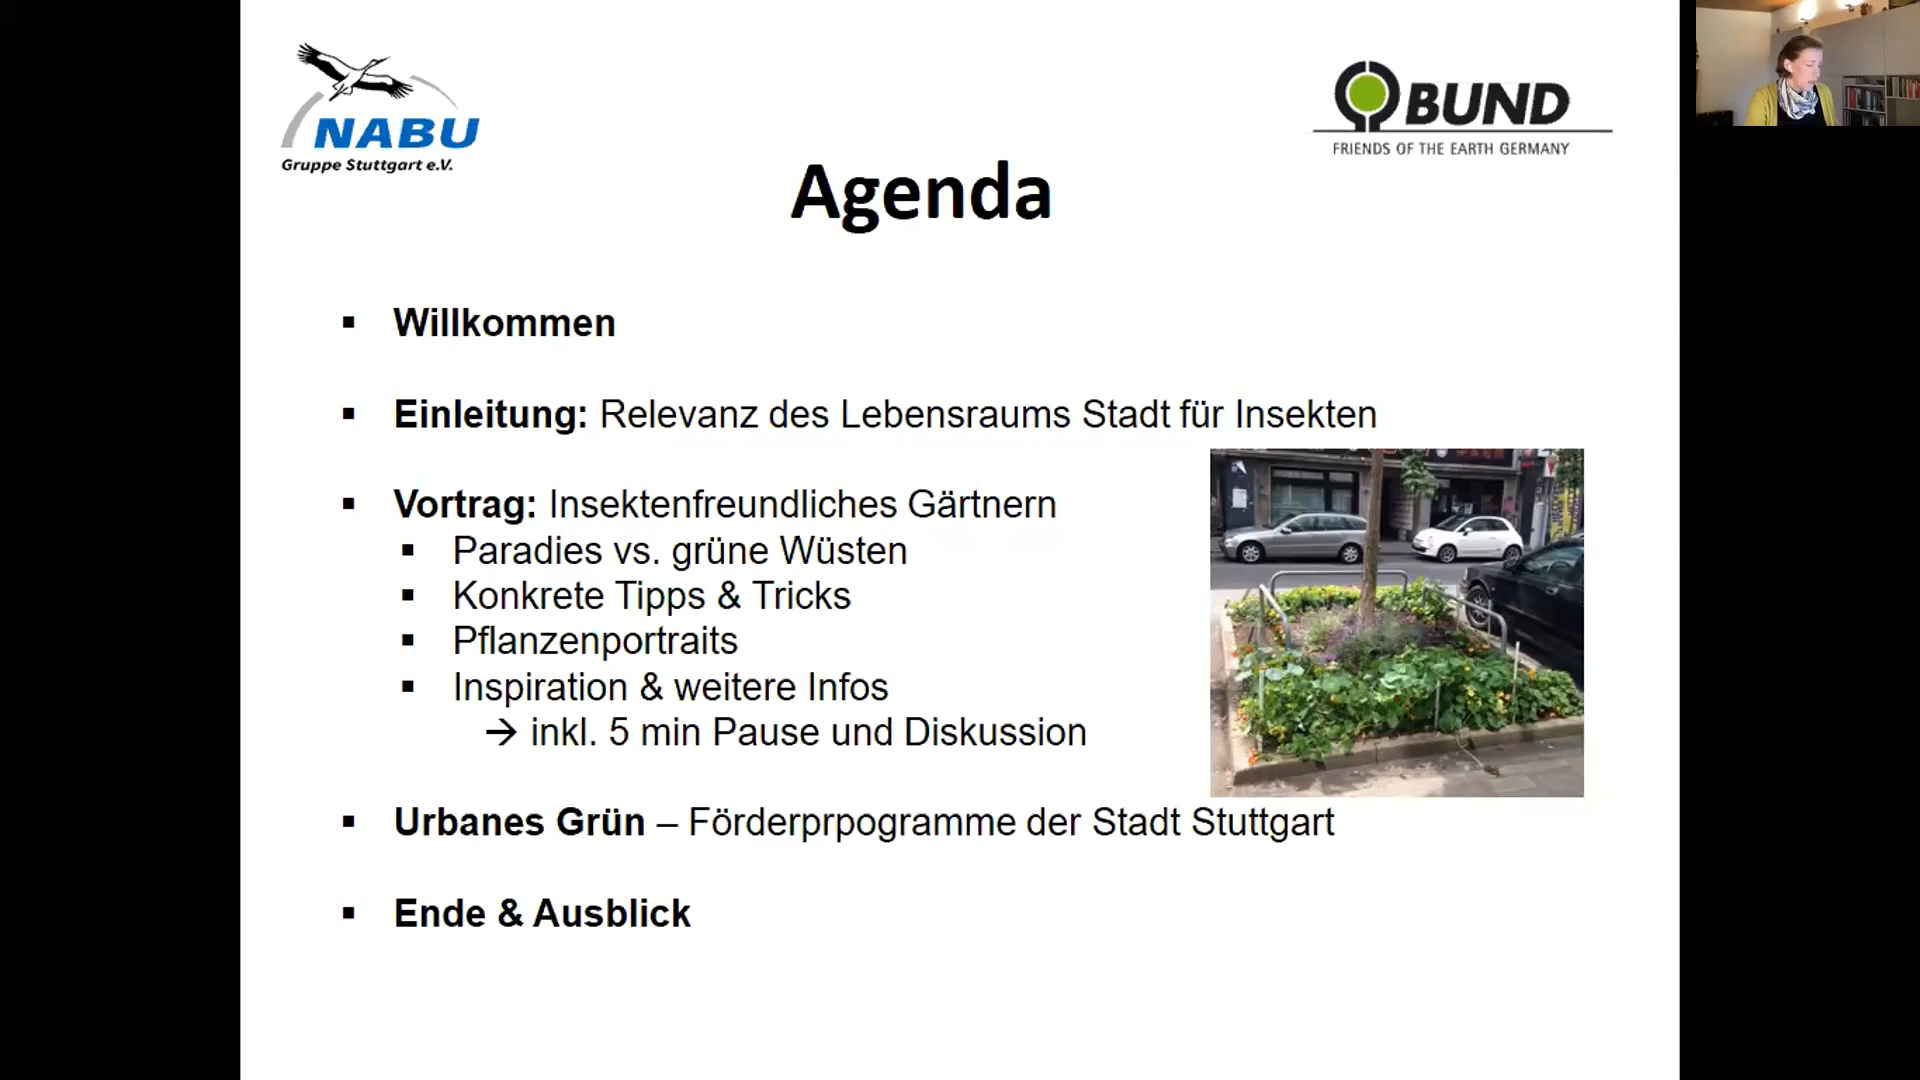 NABU
Gruppe Stuttgart e.V.
BUND
FRIENDS OF THE EARTH GERMANY
Agenda
▪ Willkommen
▪ Einleitung: Relevanz des Lebensraums Stadt für Insekten
▪ Vortrag: Insektenfreundliches Gärtnern
▪ Paradies vs. grüne Wüsten
▪ Konkrete Tipps & Tricks
▪ Pflanzenportraits
▪ Inspiration & weitere Infos
→ inkl. 5 min Pause und Diskussion
▪ Urbanes Grün – Förderprpogramme der Stadt Stuttgart
▪ Ende & Ausblick